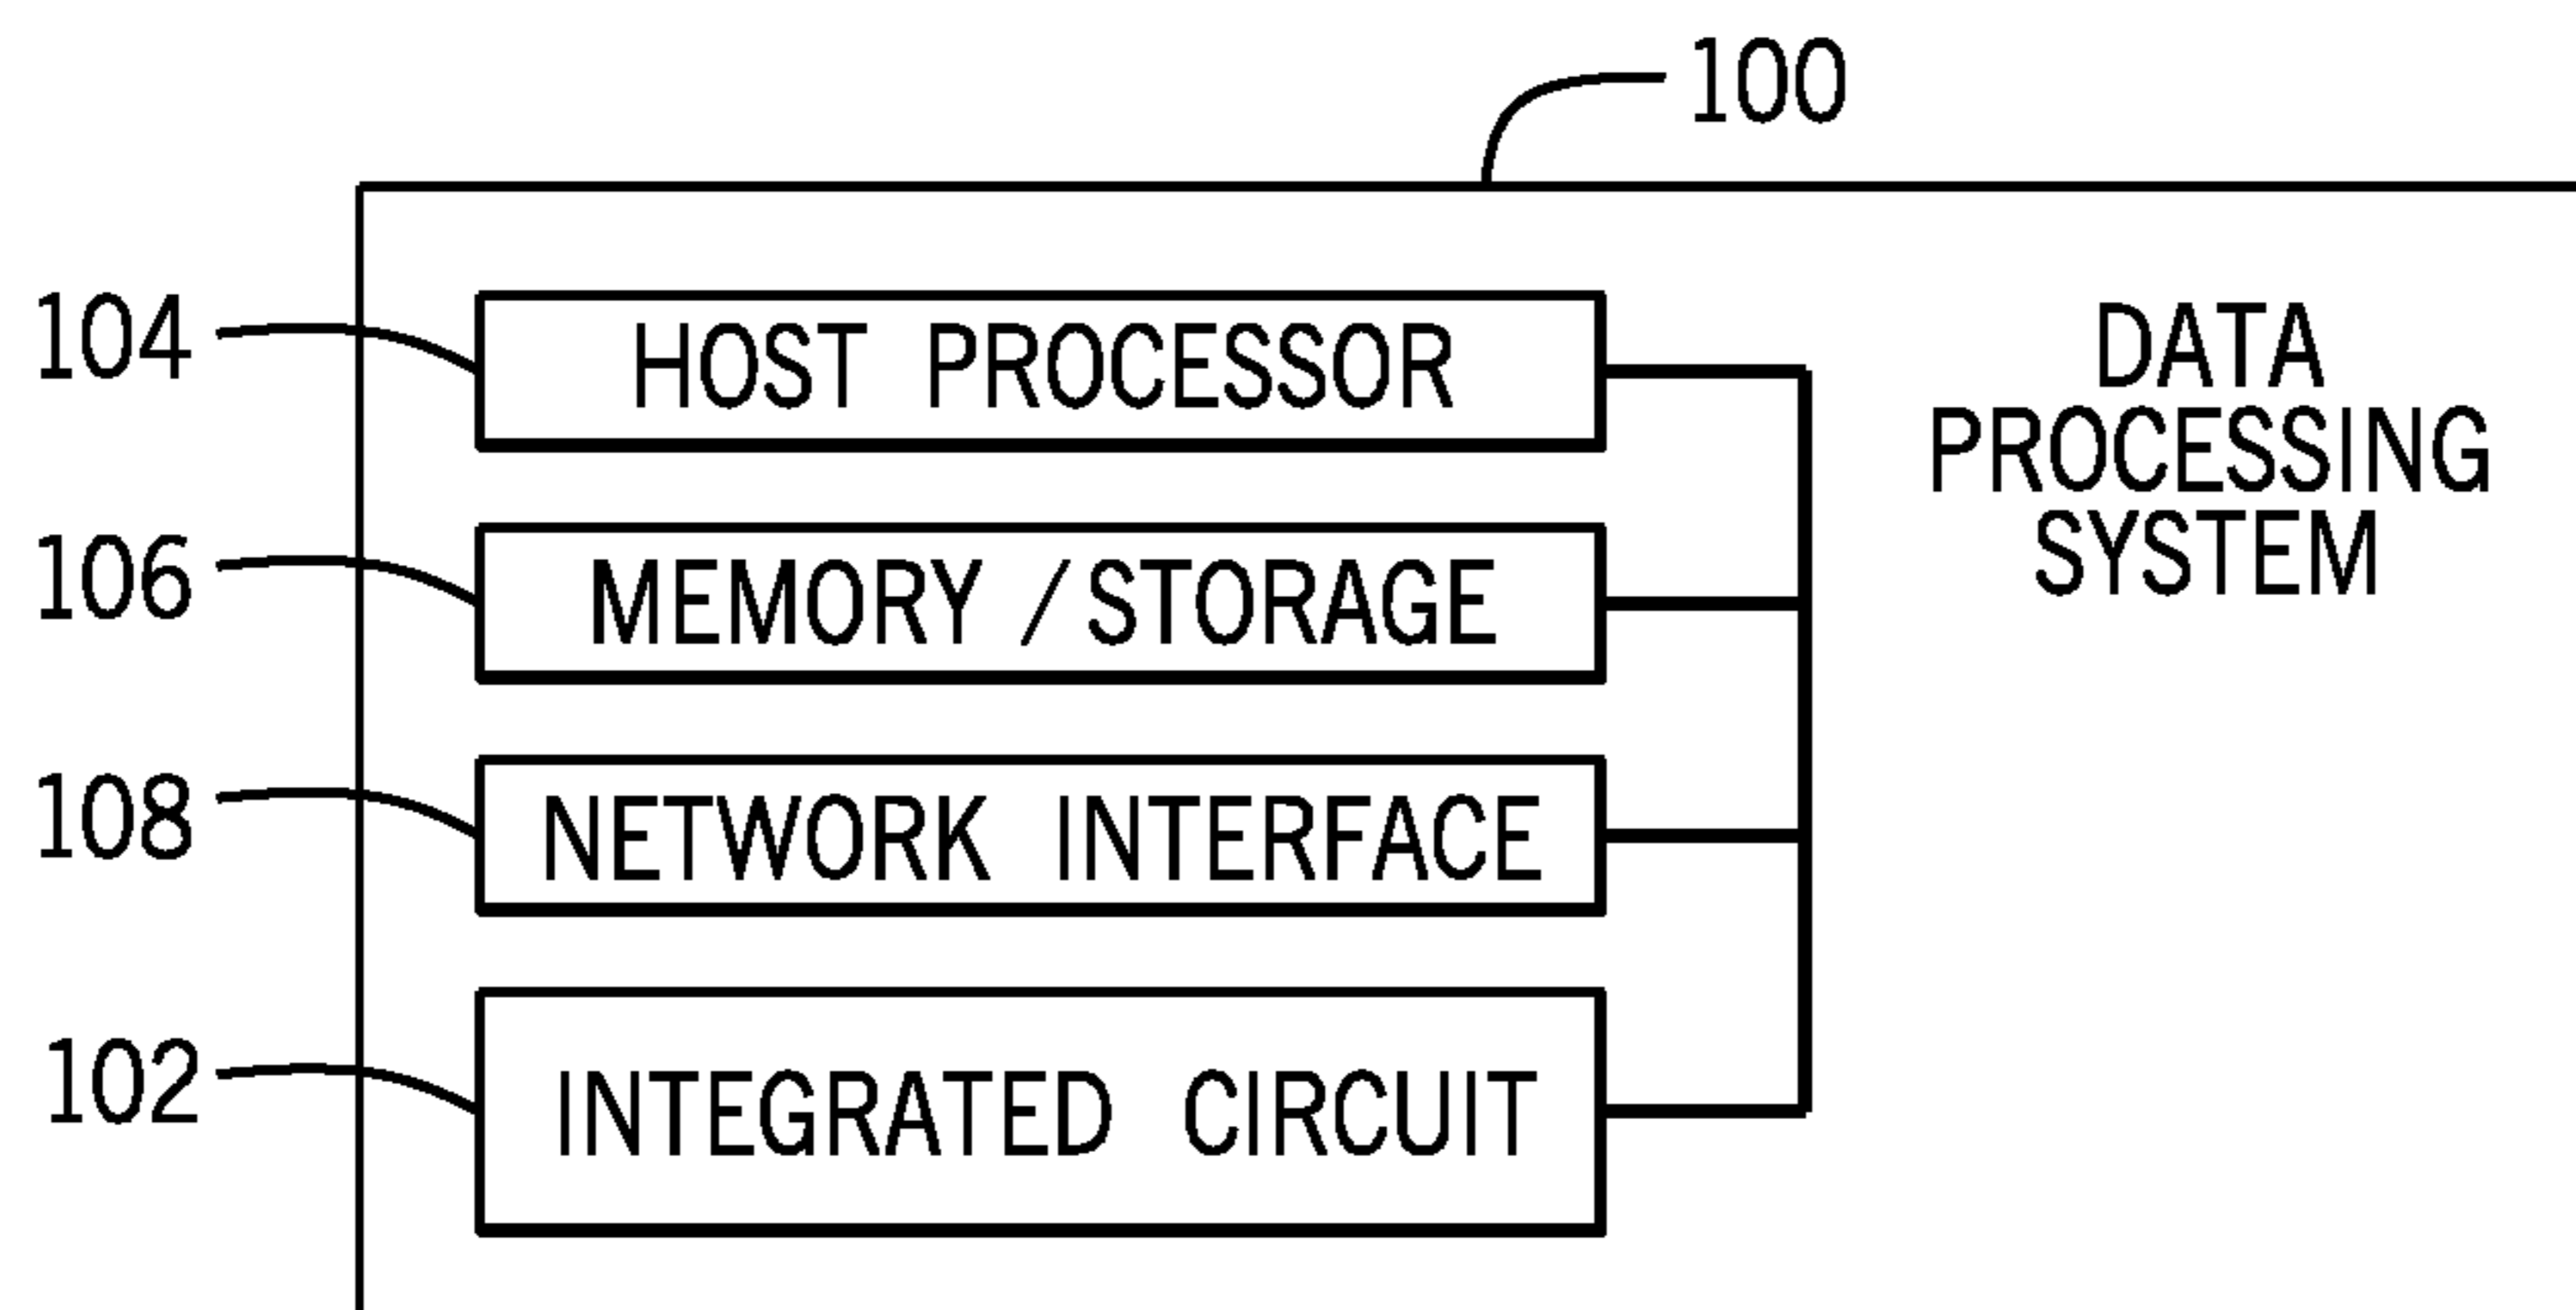 100
104
HOST PROCESSOR
DATA
PROCESSING
SYSTEM
106
MEMORY / STORAGE
108
NETWORK INTERFACE
102
INTEGRATED CIRCUIT